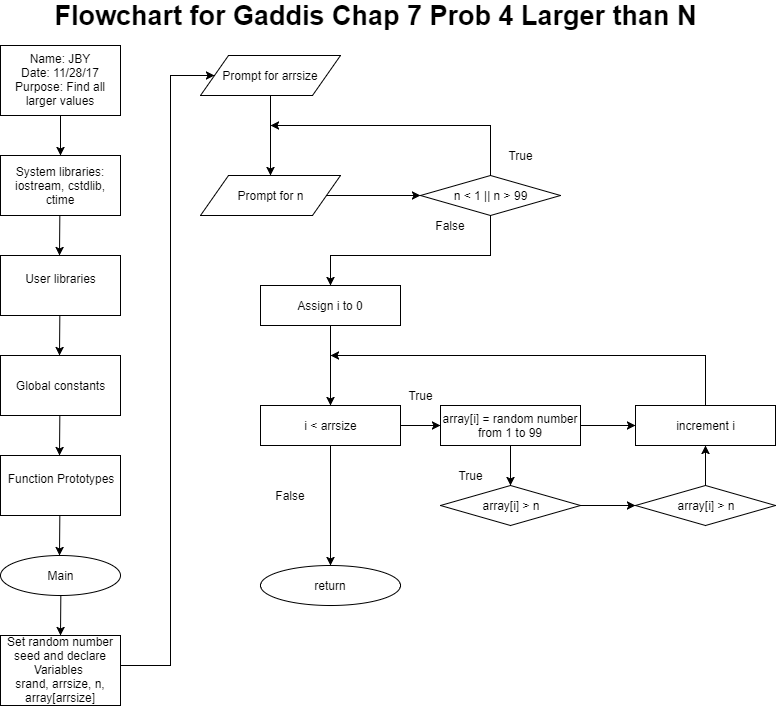 Flowchart for Gaddis Chap 7 Prob 4 Larger than N
Name: JBY
Date: 11/28/17
Purpose: Find all
larger values
System libraries:
iostream, cstdlib,
ctime
User libraries
Global constants
Function Prototypes
Main
Set random number
seed and declare
Variables
srand, arrsize, n,
array[arrsize]
Prompt for arrsize
Prompt for n
n < 1 || n > 99
True
False
Assign i to 0
i < arrsize
True
array[i] = random number
from 1 to 99
increment i
True
array[i] > n
array[i] > n
False
return